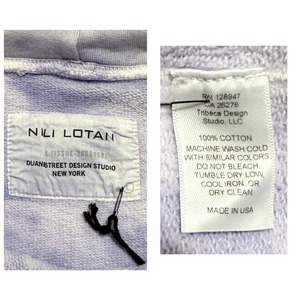 NILI LOTAN
DUANESTREET DESIGN STUDIO
NEW YORK
RN 128947
CA 26276
Tribeca Design
Studio, LLC
100% COTTON
MACHINE WASH COLD
WITH SIMILAR COLORS
DO NOT BLEACH.
TUMBLE DRY LOW,
COOL IRON, OR
DRY CLEAN
MADE IN USA